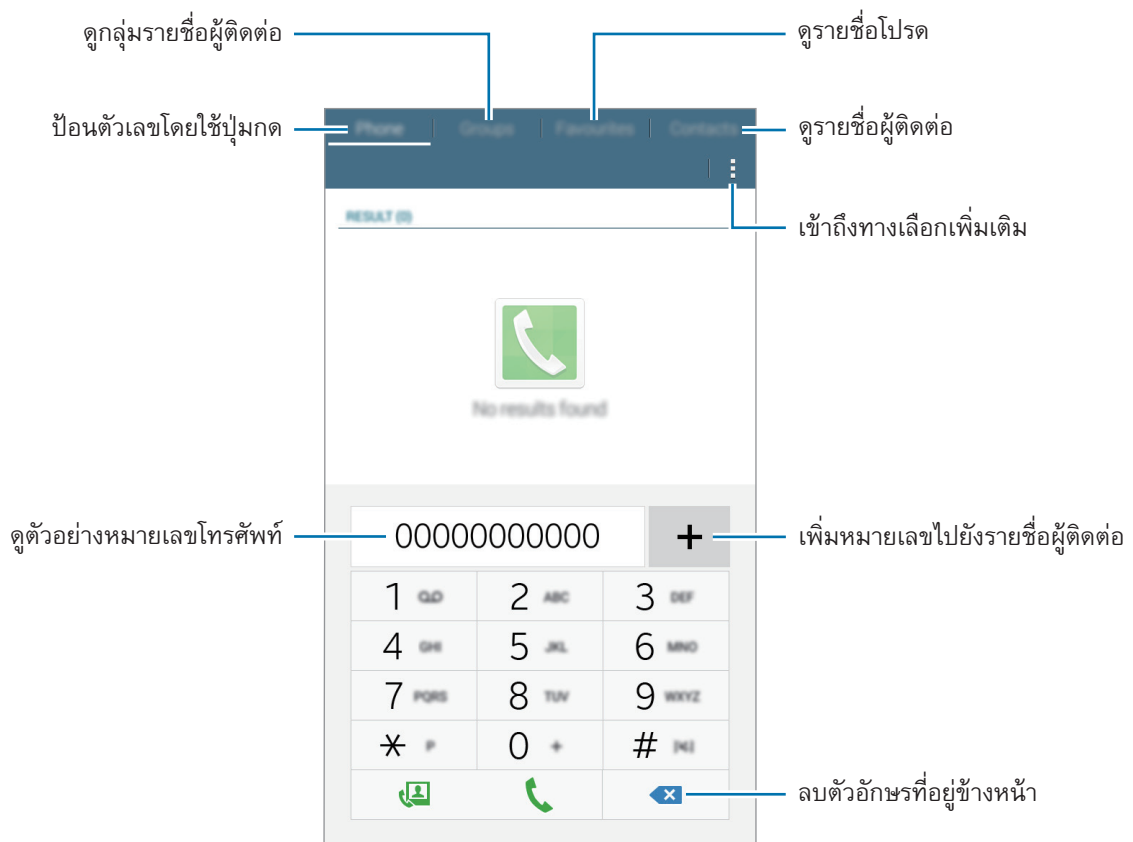 ดูกลุ่มรายชื่อผู้ติดต่อ
ดูรายชื่อโปรด
ป้อนตัวเลขโดยใช้ปุ่มกด
Phone Groups Favourites Contacts
ดูรายชื่อผู้ติดต่อ
RESULT (0)
เข้าถึงทางเลือกเพิ่มเติม
No results found
ดูตัวอย่างหมายเลขโทรศัพท์
00000000000 +
เพิ่มหมายเลขไปยังรายชื่อผู้ติดต่อ
1 2 ABC 3 DEF
4 GHI 5 JKL 6 MNO
7 PQRS 8 TUV 9 WXYZ
* P 0 + #
ลบตัวอักษรที่อยู่ข้างหน้า